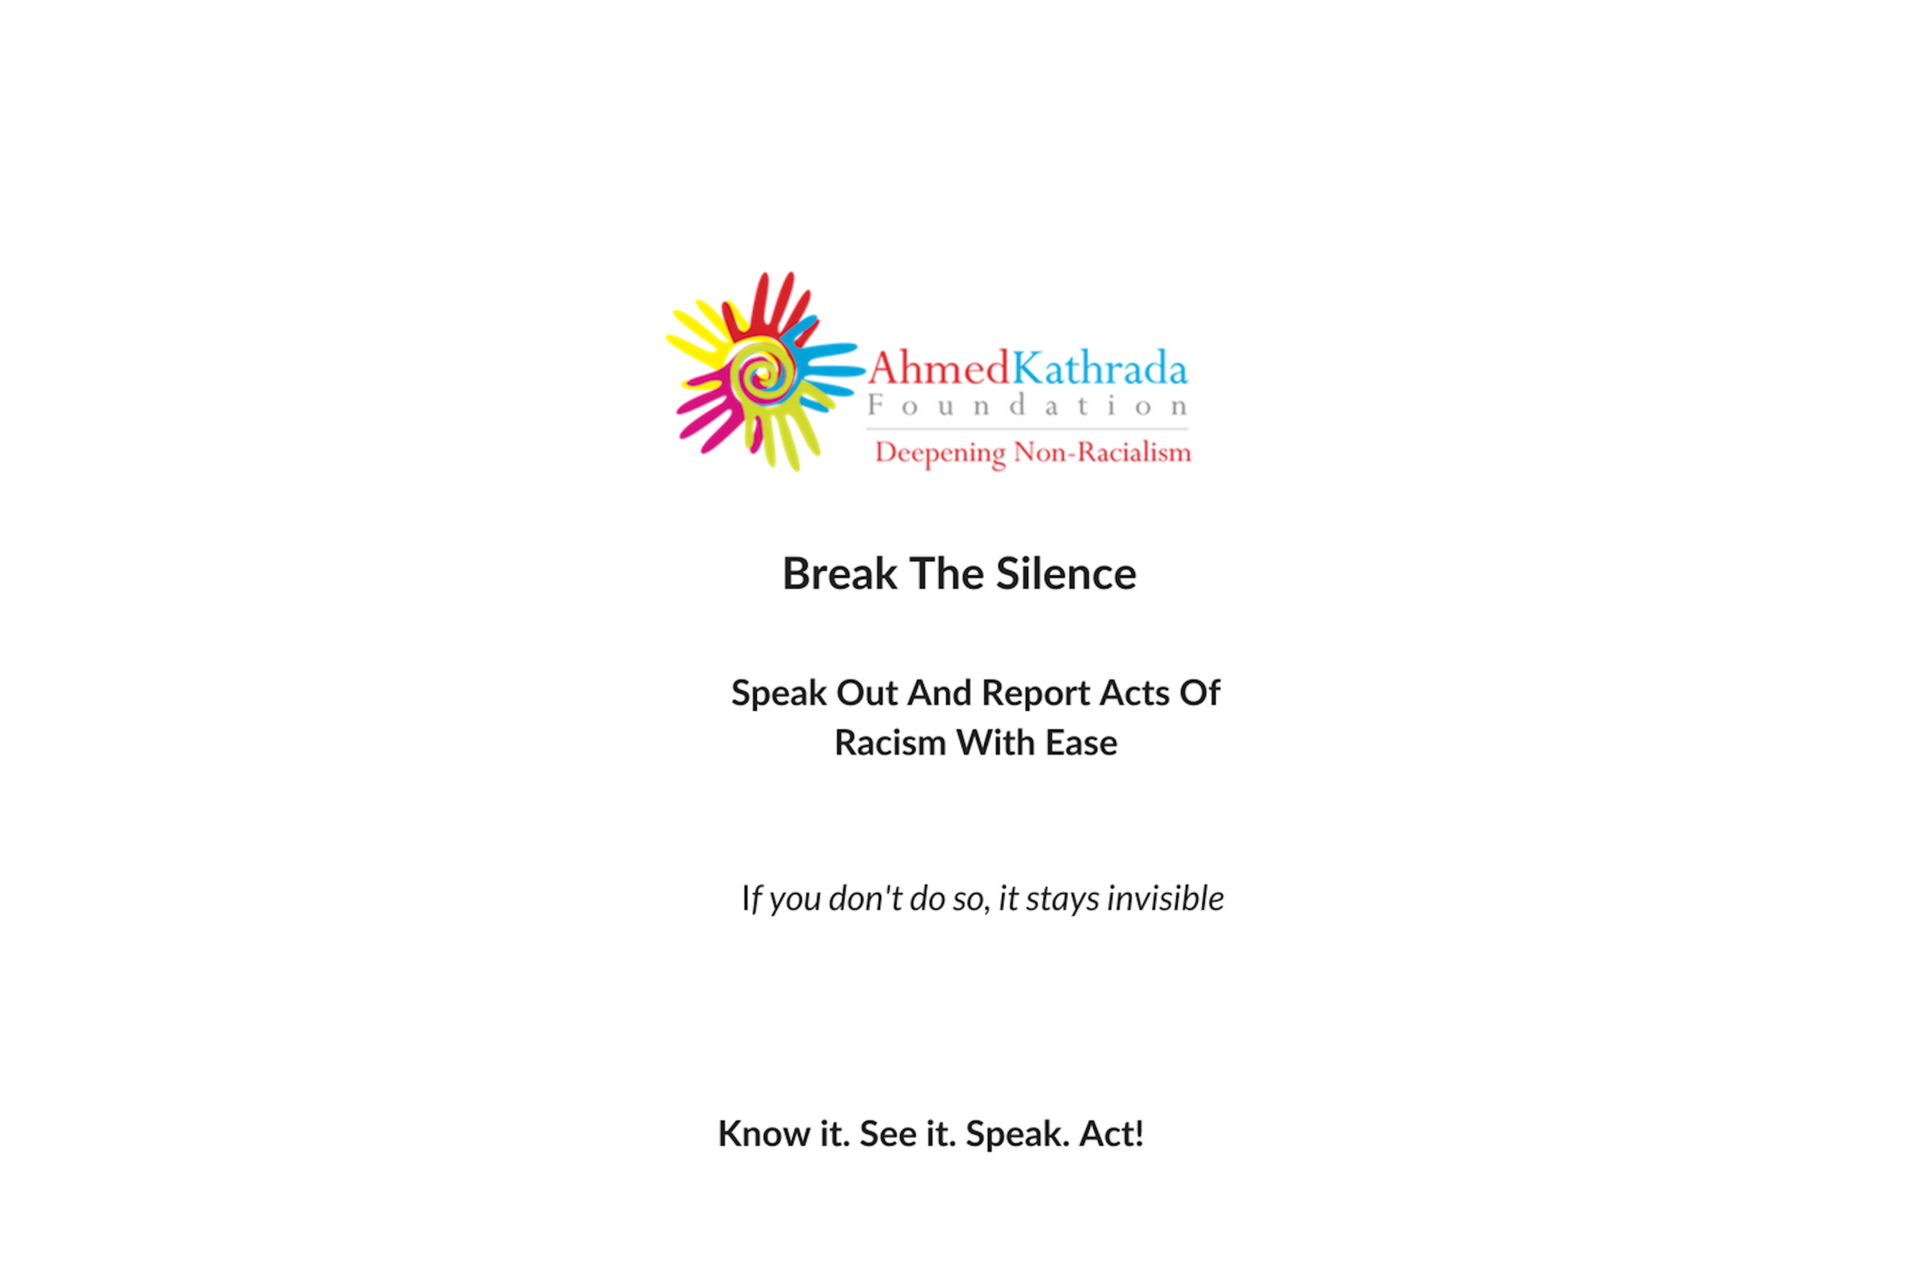 AhmedKathrada
Foundation
Deepening Non-Racialism
Break The Silence
Speak Out And Report Acts Of
Racism With Ease
If you don't do so, it stays invisible
Know it. See it. Speak. Act!